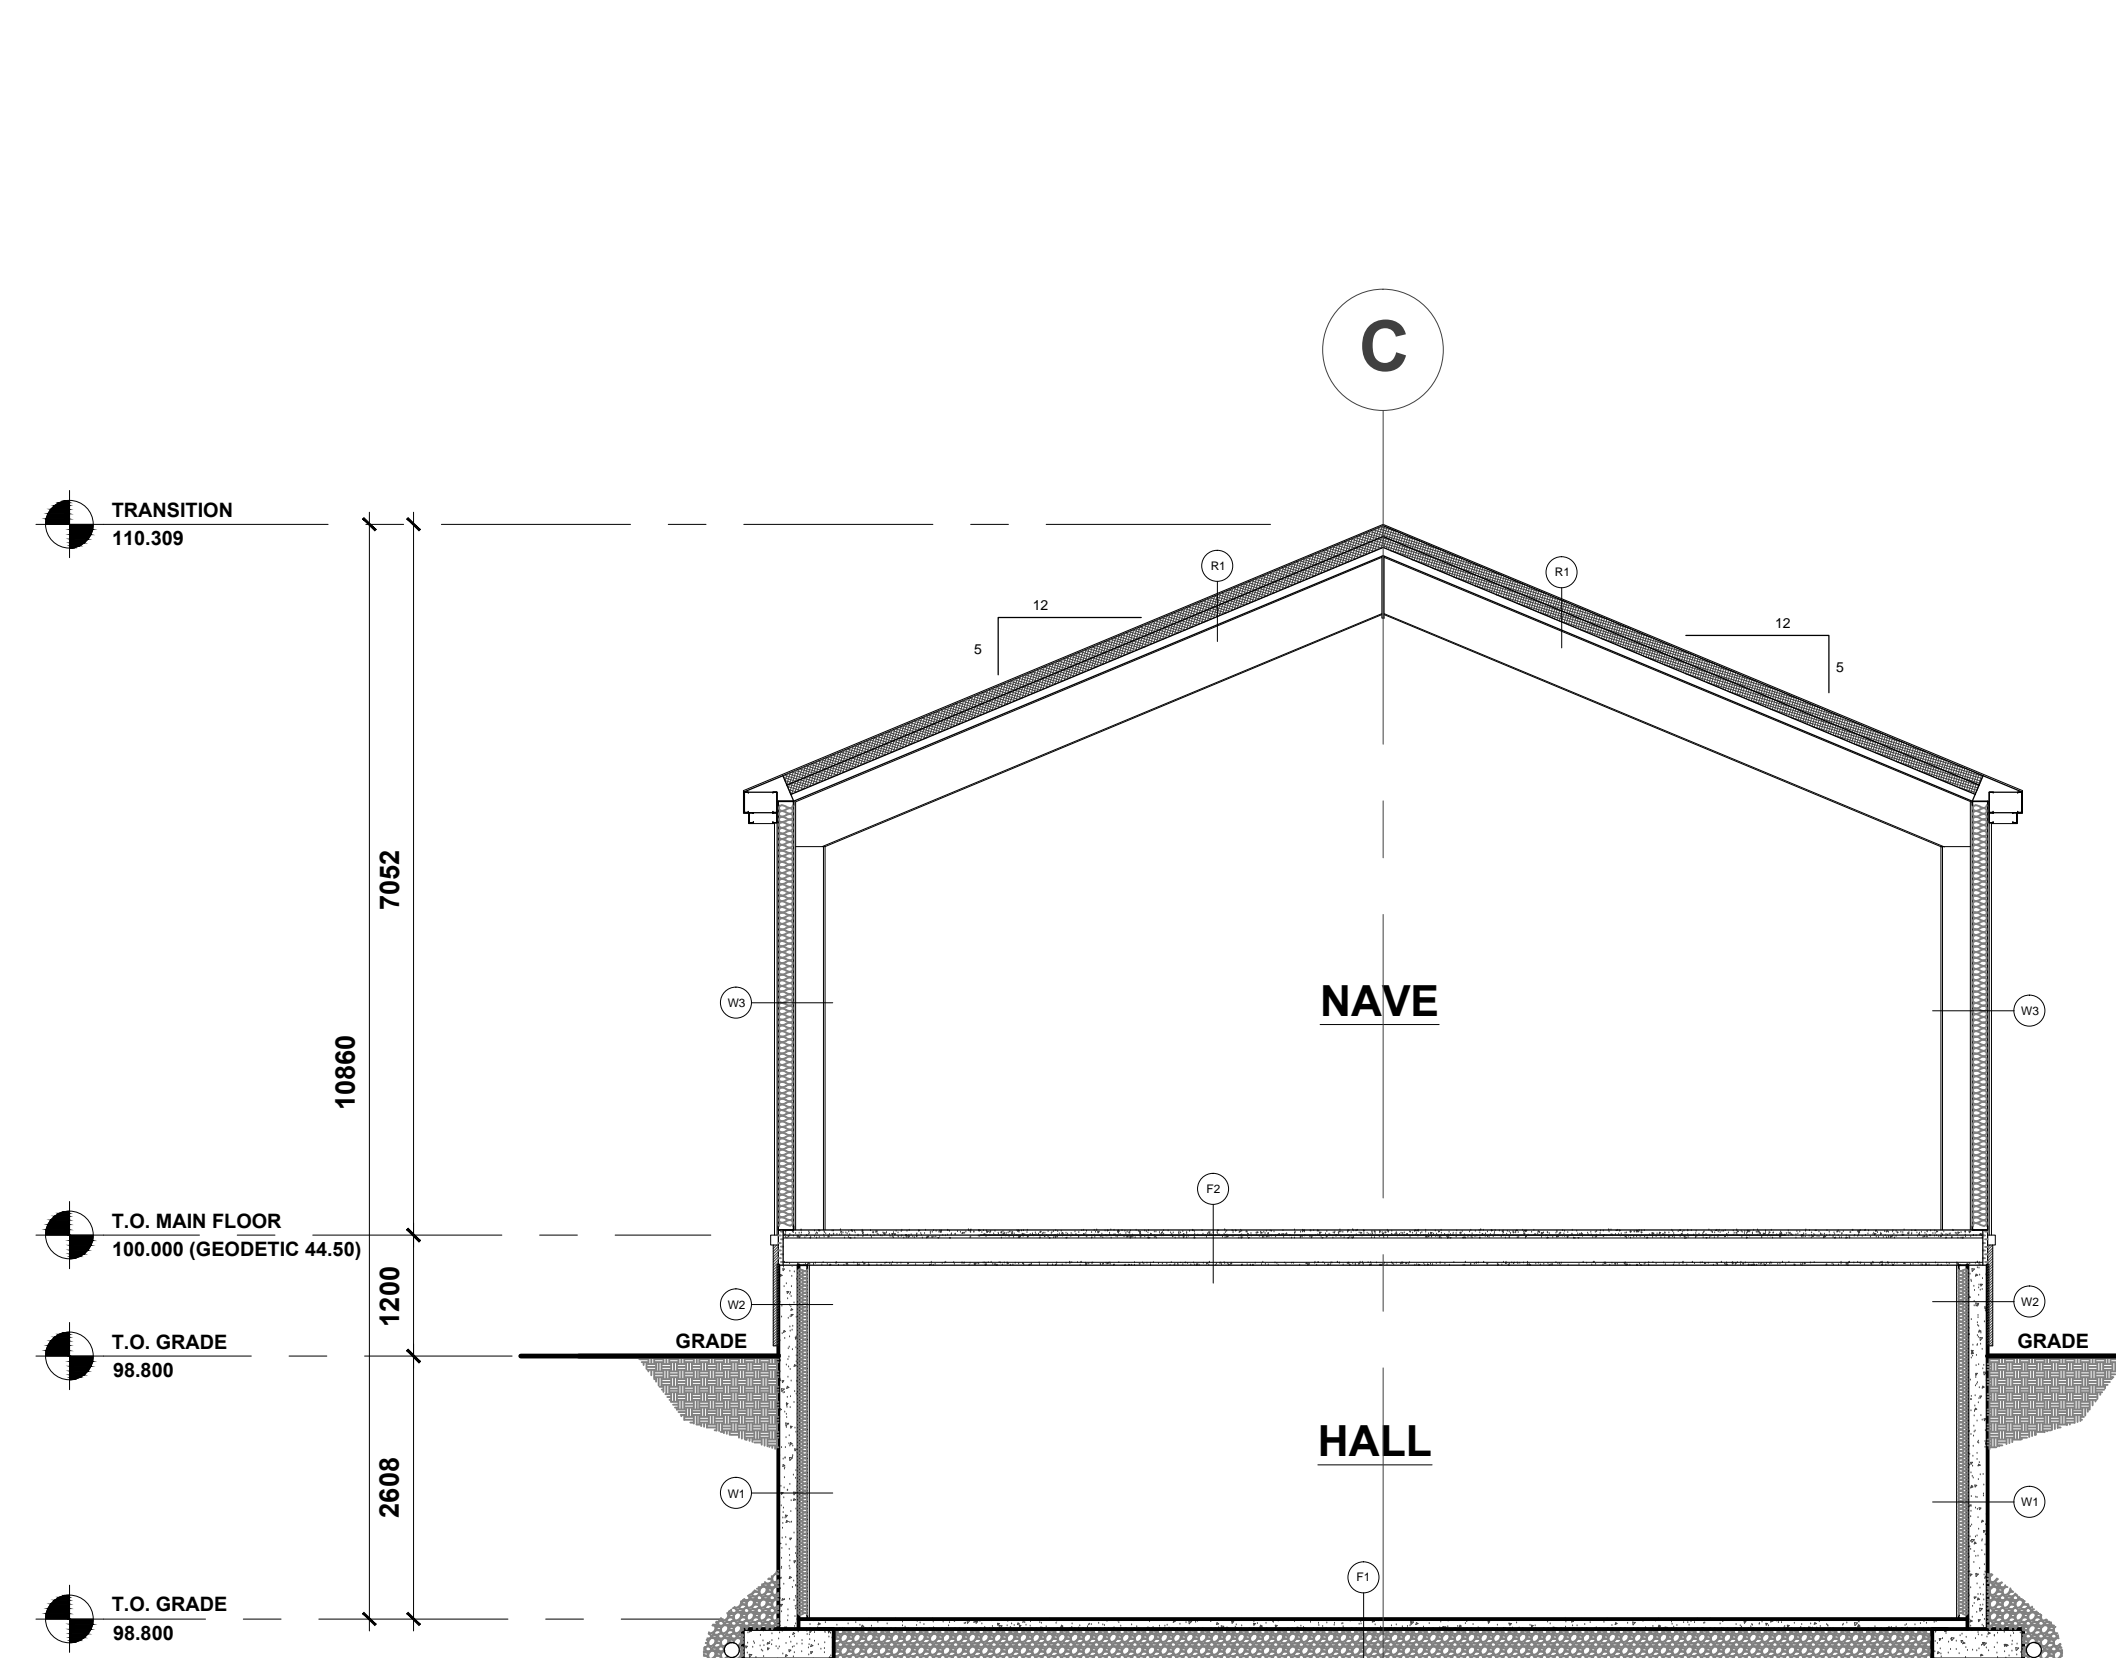 C
TRANSITION
110.309
R1
R1
12
5
12
5
7052
10860
W3
NAVE
W3
F2
T.O. MAIN FLOOR
100.000 (GEODETIC 44.50)
1200
W2
W2
T.O. GRADE
98.800
GRADE
GRADE
HALL
2608
W1
W1
F1
T.O. GRADE
98.800